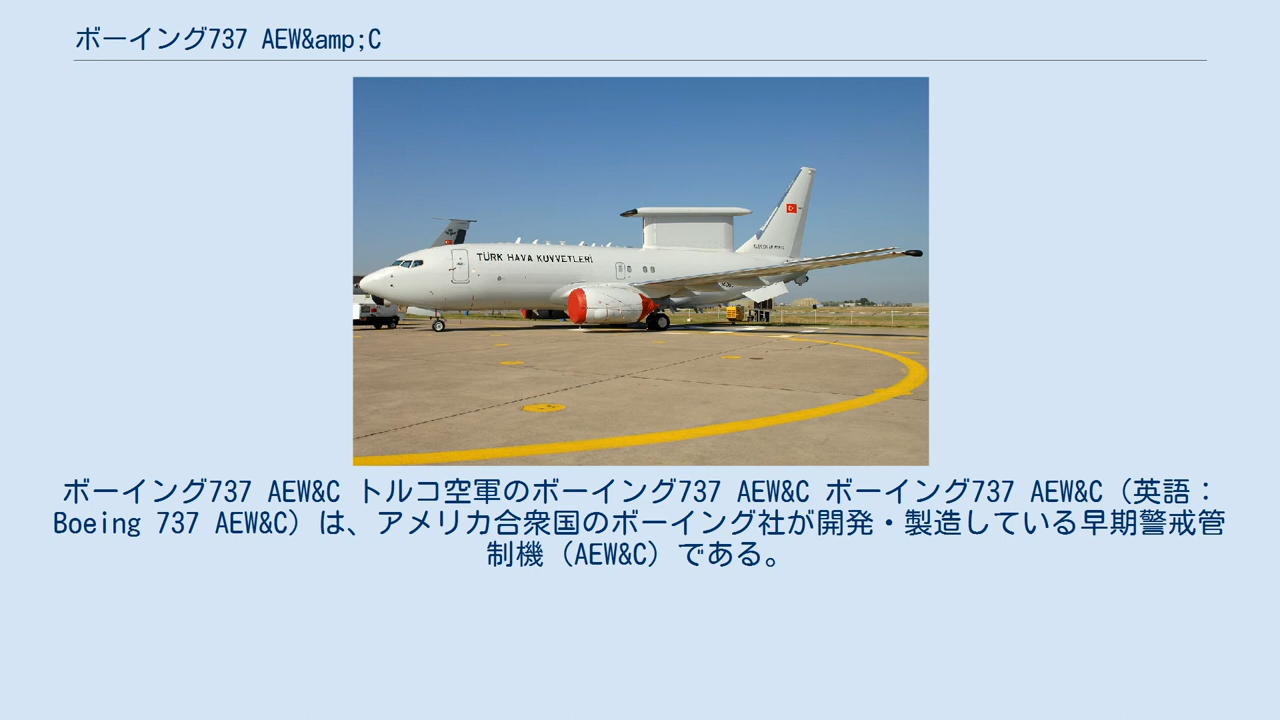 ボーイング737 AEW&amp;C
TÜRK HAVA KUVVETLERİ
ボーイング737 AEW&C トルコ空軍のボーイング737 AEW&C ボーイング737 AEW&C（英語：
Boeing 737 AEW&C）は、アメリカ合衆国のボーイング社が開発・製造している早期警戒管
制機（AEW&C）である。